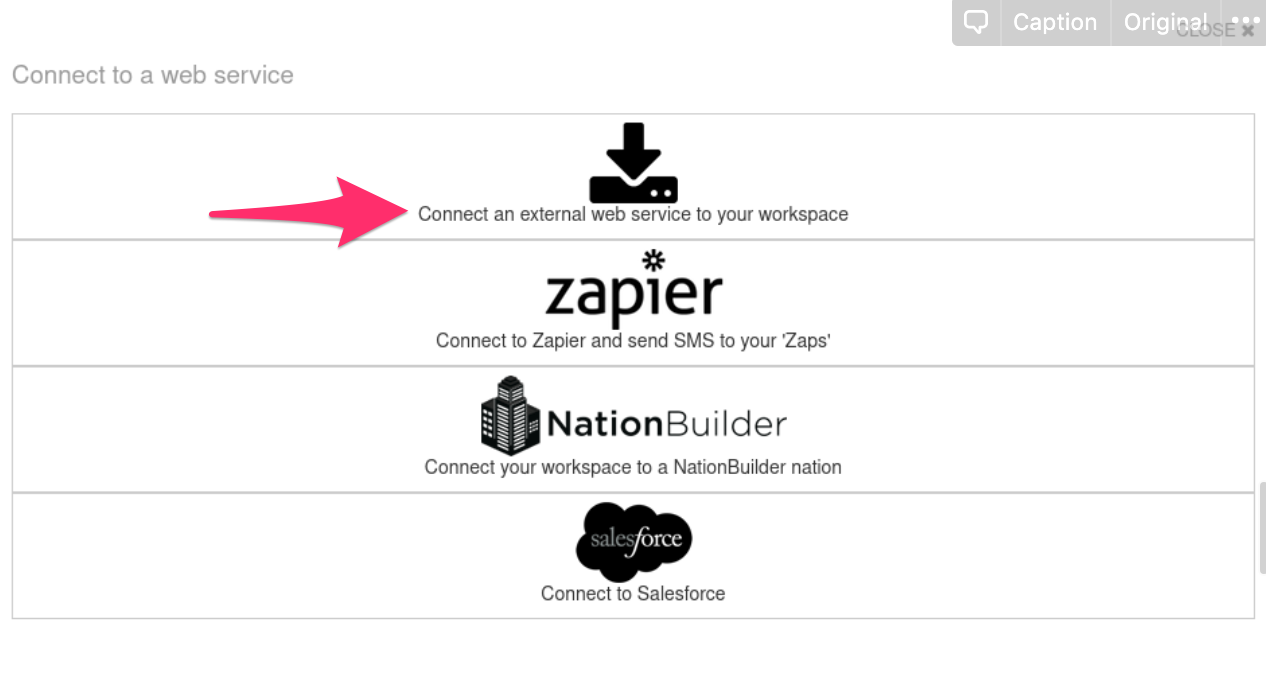 Caption
Original
CLOSE ✖
Connect to a web service
Connect an external web service to your workspace
zapier
Connect to Zapier and send SMS to your 'Zaps'
NationBuilder
Connect your workspace to a NationBuilder nation
salesforce
Connect to Salesforce